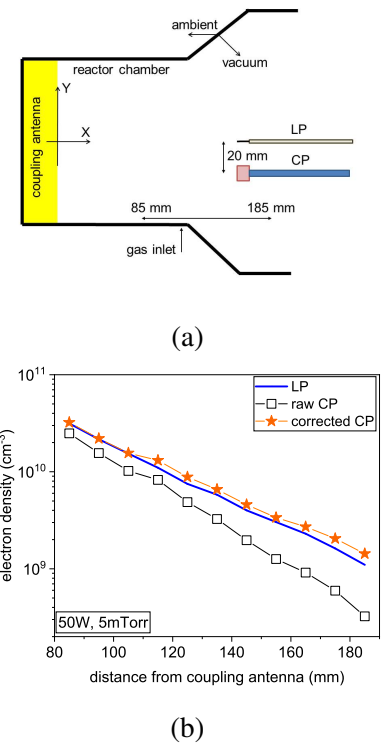 ambient
vacuum
reactor chamber
coupling antenna
Y
X
LP
20 mm
CP
85 mm
185 mm
gas inlet
(a)
10^11
10^10
10^9
electron density (cm^-3)
LP
raw CP
corrected CP
50W, 5mTorr
80 100 120 140 160 180
distance from coupling antenna (mm)
(b)